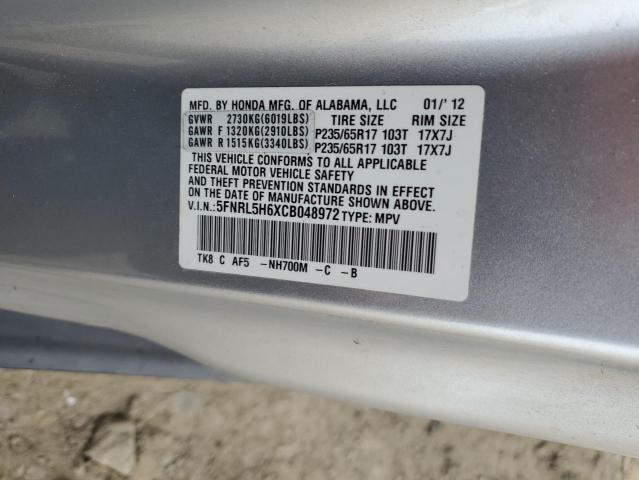 MFD. BY HONDA MFG. OF ALABAMA, LLC 01/'12
GVWR 2730KG(6019LBS) TIRE SIZE RIM SIZE
GAWR F 1320KG(2910LBS) P235/65R17 103T 17X7J
GAWR R 1515KG(3340LBS) P235/65R17 103T 17X7J
THIS VEHICLE CONFORMS TO ALL APPLICABLE
FEDERAL MOTOR VEHICLE SAFETY, BUMPER,
AND THEFT PREVENTION STANDARDS IN EFFECT
ON THE DATE OF MANUFACTURE SHOWN ABOVE.
V.I.N.:5FNRL5H6XCB048972 TYPE: MPV
TK8 C AF5 -NH700M -C -B